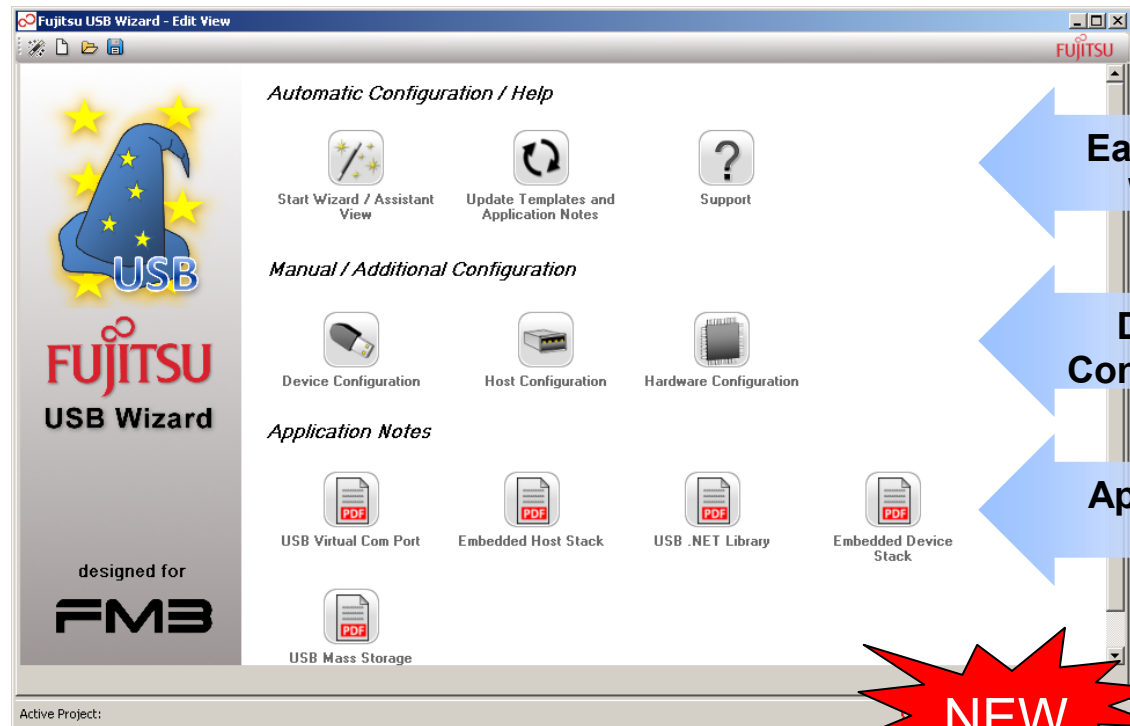 Fujitsu USB Wizard - Edit View
FUJITSU
Automatic Configuration / Help
Start Wizard / Assistant
View
Update Templates and
Application Notes
Support
USB
FUJITSU
USB Wizard
designed for
FM3
Manual / Additional Configuration
Device Configuration
Host Configuration
Hardware Configuration
Application Notes
PDF
USB Virtual Com Port
PDF
Embedded Host Stack
PDF
USB .NET Library
PDF
Embedded Device
Stack
PDF
USB Mass Storage
Active Project:
NEW